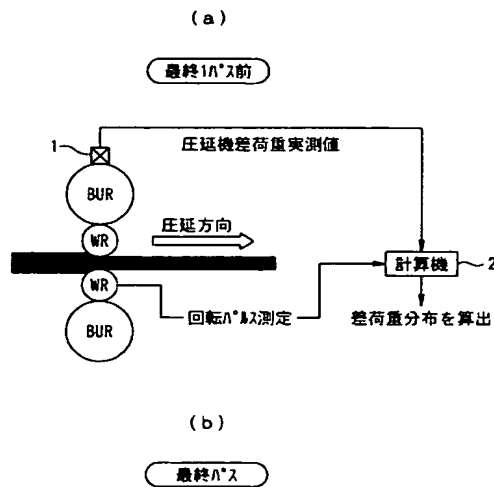 (a)
最終1パス前
1
圧延機差荷重実測値
BUR
圧延方向
WR
計算機
2
WR
回転パルス測定
差荷重分布を算出
BUR
(b)
最終パス